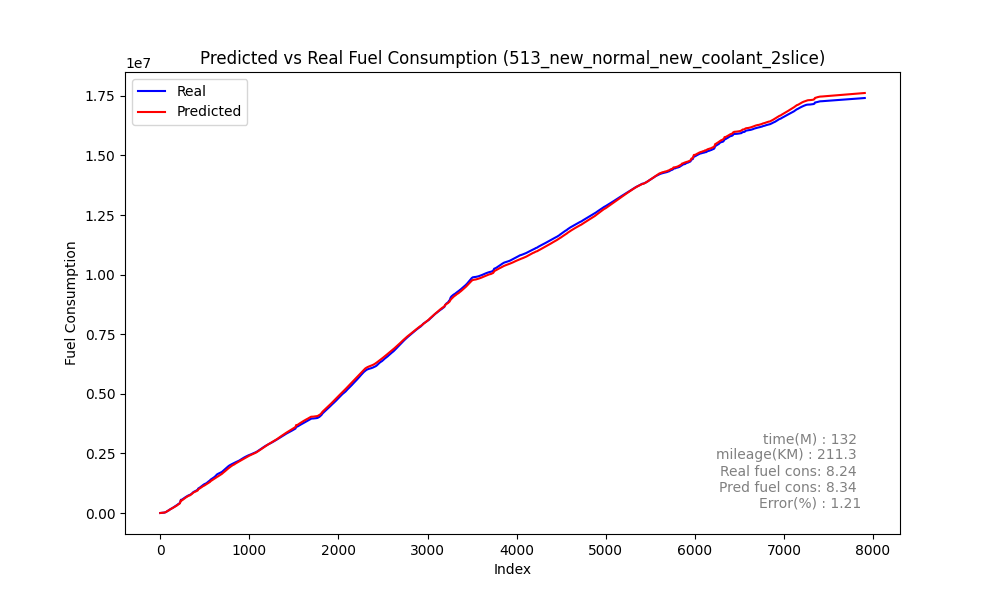 Predicted vs Real Fuel Consumption (513_new_normal_new_coolant_2slice)
1e7
Real
Predicted
1.75
1.50
1.25
1.00
0.75
0.50
0.25
0.00
Fuel Consumption
time(M) : 132
mileage(KM) : 211.3
Real fuel cons: 8.24
Pred fuel cons: 8.34
Error(%) : 1.21
0 1000 2000 3000 4000 5000 6000 7000 8000
Index